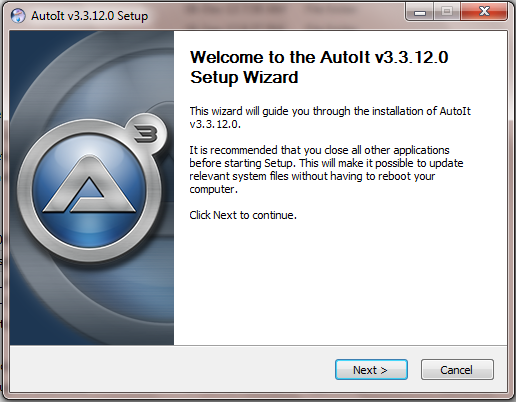 AutoIt v3.3.12.0 Setup
Welcome to the AutoIt v3.3.12.0
Setup Wizard
This wizard will guide you through the installation of AutoIt
v3.3.12.0.
It is recommended that you close all other applications
before starting Setup. This will make it possible to update
relevant system files without having to reboot your
computer.
Click Next to continue.
3
Next >
Cancel